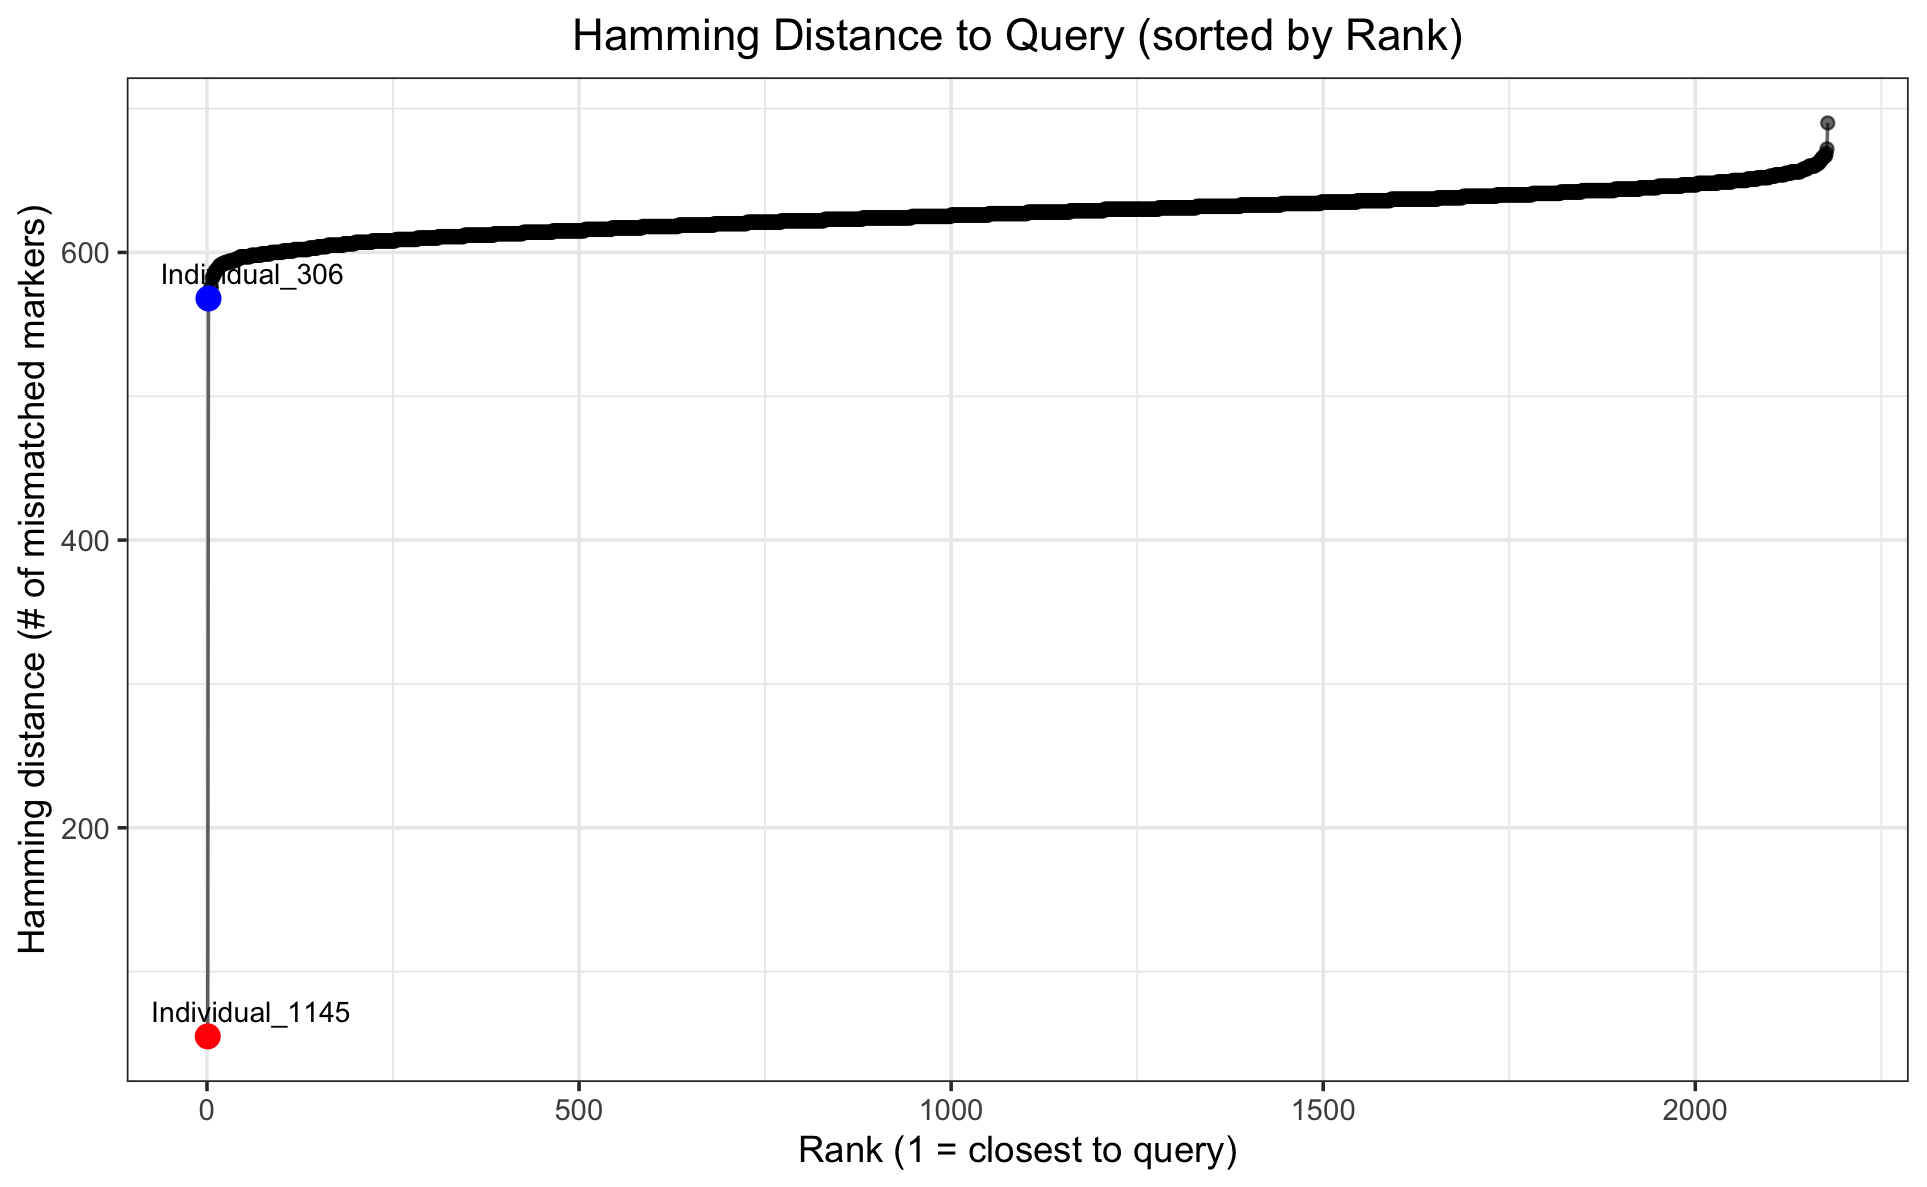 Hamming Distance to Query (sorted by Rank)
Hamming distance (# of mismatched markers)
600
400
200
Individual_306
Individual_1145
0
500
1000
1500
2000
Rank (1 = closest to query)